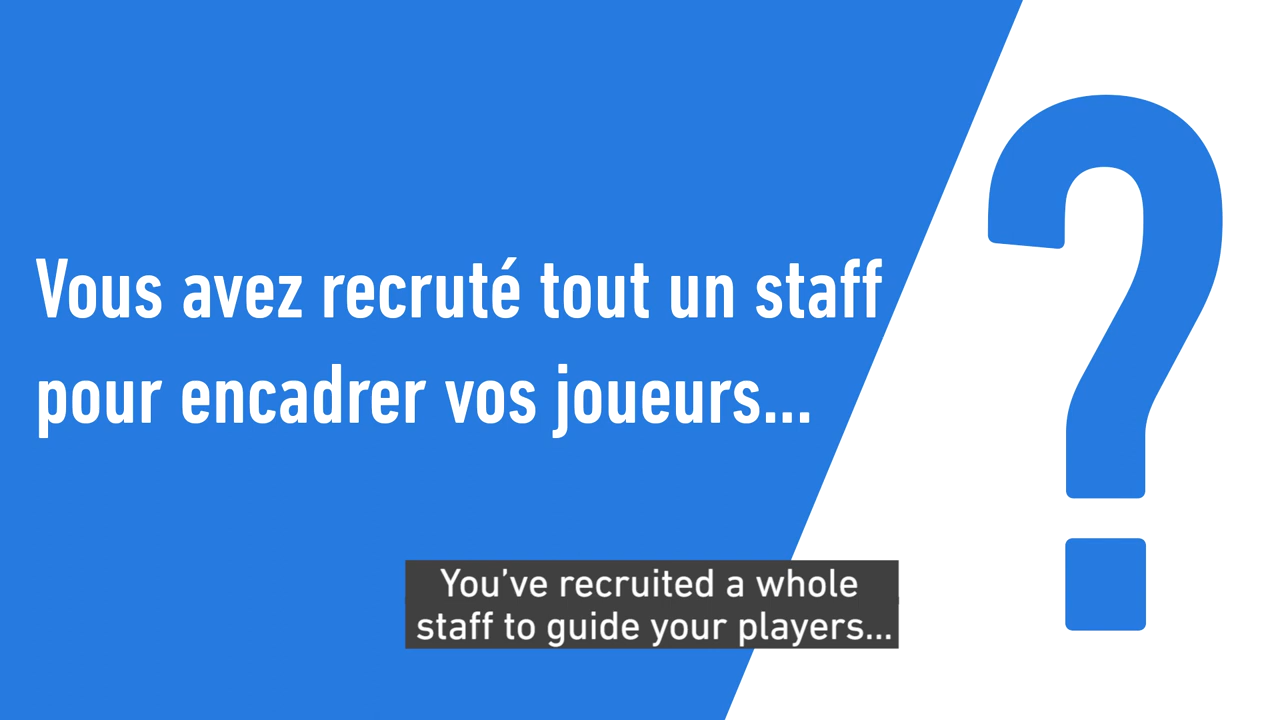 Vous avez recruté tout un staff
pour encadrer vos joueurs...
?
You've recruited a whole
staff to guide your players...